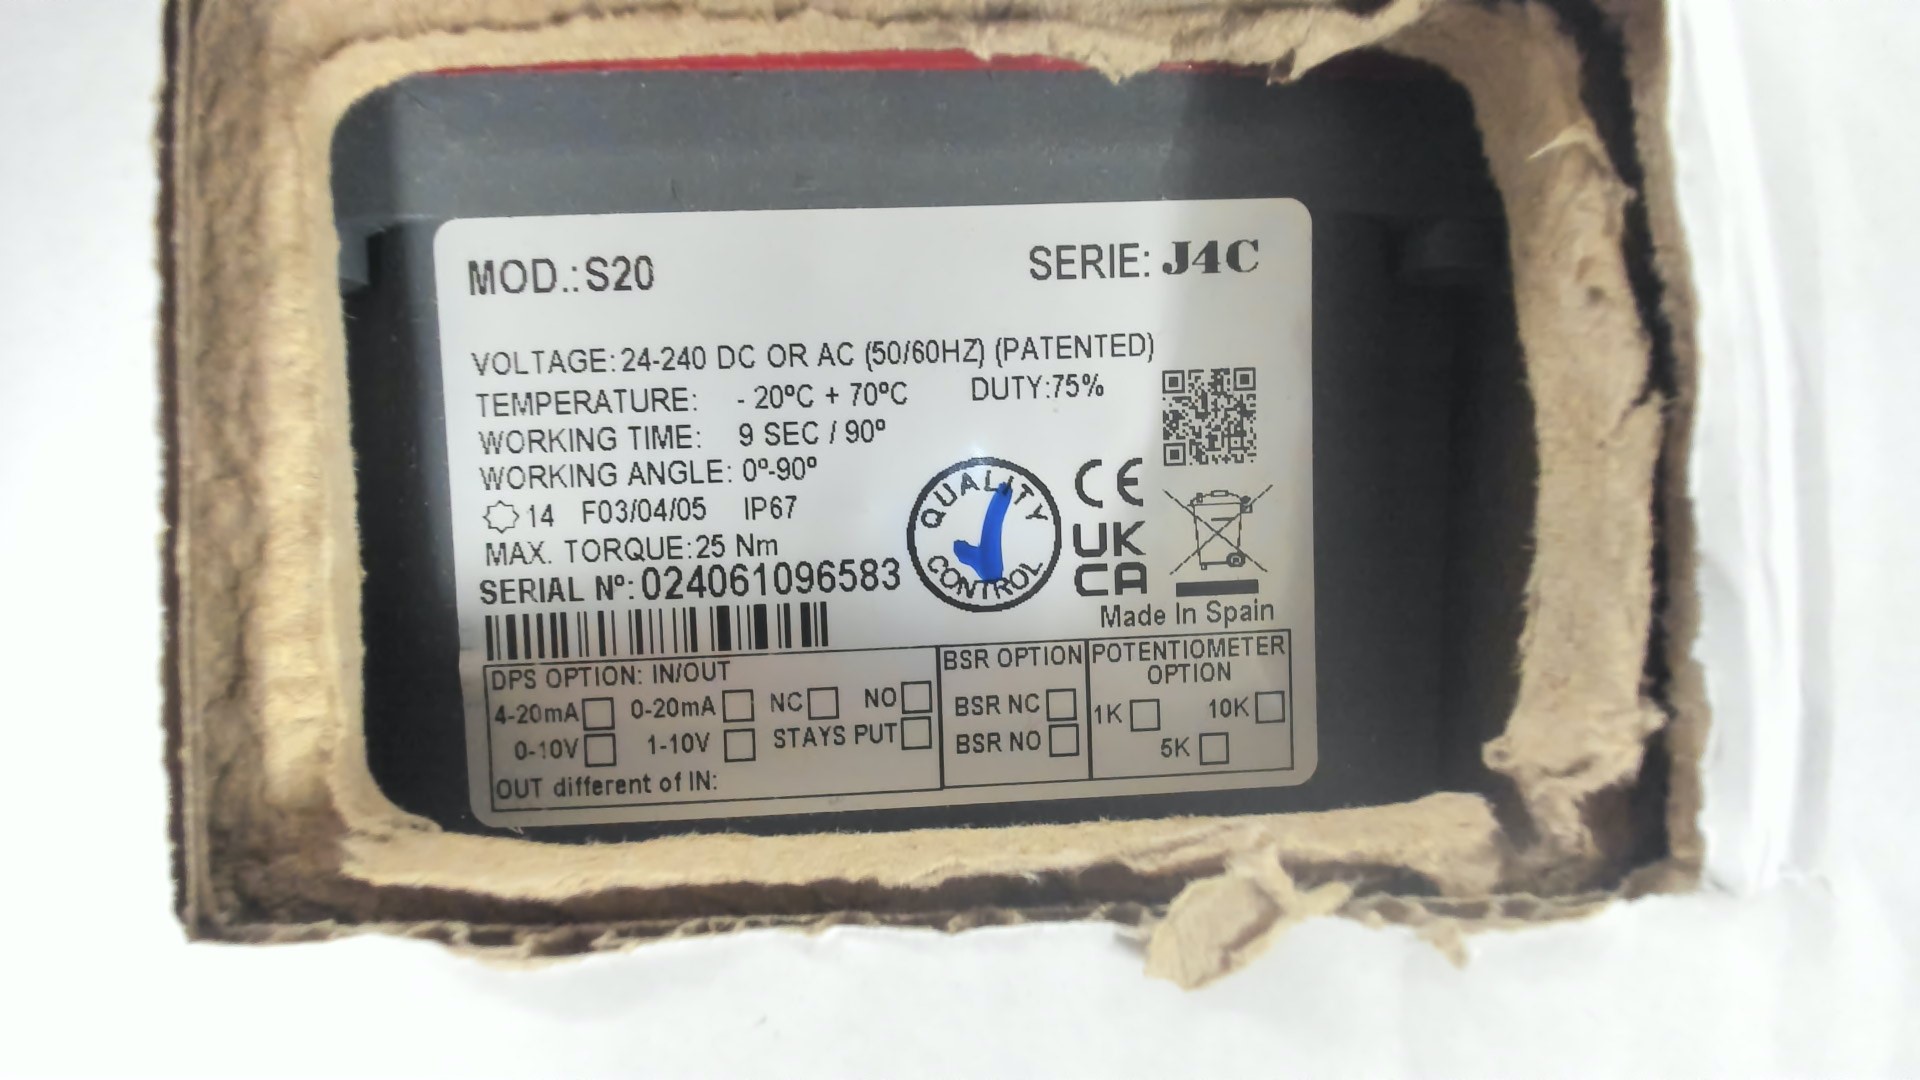 MOD.: S20 SERIE: J4C
VOLTAGE: 24-240 DC OR AC (50/60HZ) (PATENTED)
TEMPERATURE: - 20ºC + 70ºC DUTY:75%
WORKING TIME: 9 SEC / 90º
WORKING ANGLE: 0º-90º
14 F03/04/05 IP67
MAX. TORQUE: 25 Nm
SERIAL Nº: 024061096583
QUALITY CONTROL
CE
UK
CA
Made In Spain
DPS OPTION: IN/OUT
4-20mA 0-20mA NC NO
0-10V 1-10V STAYS PUT
OUT different of IN:
BSR OPTION
BSR NC
BSR NO
POTENTIOMETER
OPTION
1K 10K
5K